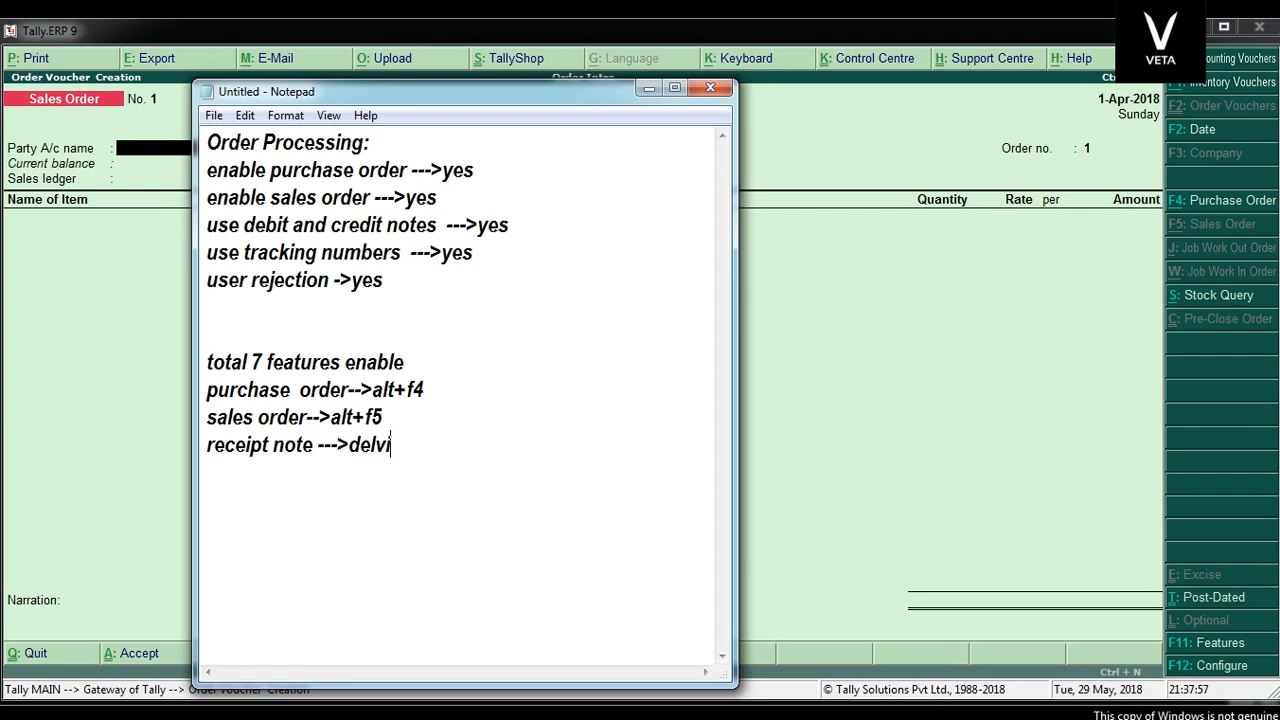 Tally.ERP 9
P: Print
E: Export
M: E-Mail
O: Upload
S: TallyShop
G: Language
K: Keyboard
K: Control Centre
H: Support Centre
H: Help
Order Voucher Creation
Sales Order
No. 1
1-Apr-2018
Sunday
Party A/c name :
Current balance :
Sales ledger :
Order no. : 1
Name of Item
Quantity
Rate per
Amount
Untitled - Notepad
File Edit Format View Help
Order Processing:
enable purchase order --->yes
enable sales order --->yes
use debit and credit notes --->yes
use tracking numbers --->yes
user rejection ->yes
total 7 features enable
purchase order-->alt+f4
sales order-->alt+f5
receipt note --->delvi
VETA
Inventory Vouchers
F2: Order Vouchers
F2: Date
F3: Company
F4: Purchase Order
F5: Sales Order
J: Job Work Out Order
W: Job Work In Order
S: Stock Query
C: Pre-Close Order
E: Excise
T: Post-Dated
L: Optional
F11: Features
F12: Configure
Narration:
Q: Quit
A: Accept
Ctrl + N
Tally MAIN --> Gateway of Tally --> Order Voucher Creation
© Tally Solutions Pvt Ltd., 1988-2018
Tue, 29 May, 2018
21:37:57
This copy of Windows is not genuine